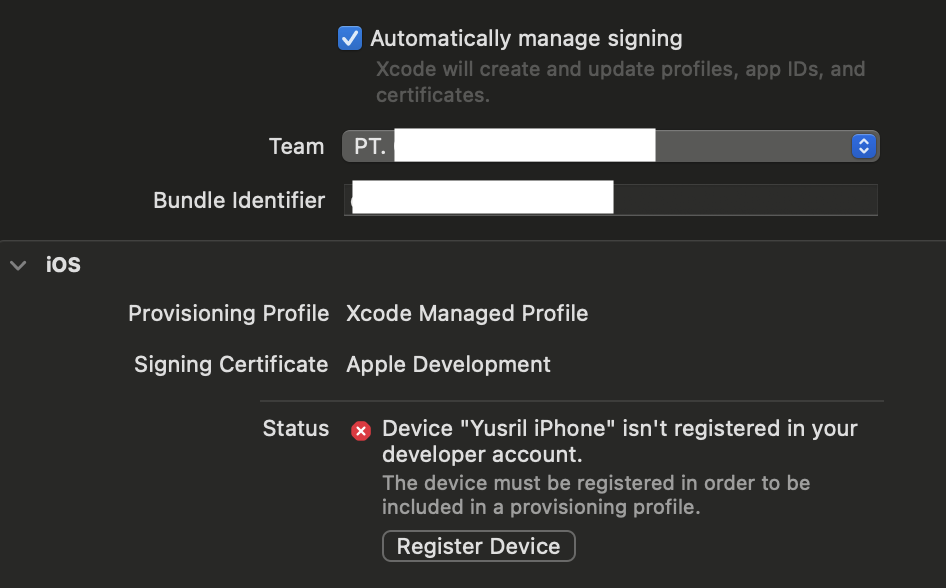 Automatically manage signing
Xcode will create and update profiles, app IDs, and
certificates.
Team PT.
Bundle Identifier
iOS
Provisioning Profile Xcode Managed Profile
Signing Certificate Apple Development
Status Device "Yusril iPhone" isn't registered in your
developer account.
The device must be registered in order to be
included in a provisioning profile.
Register Device